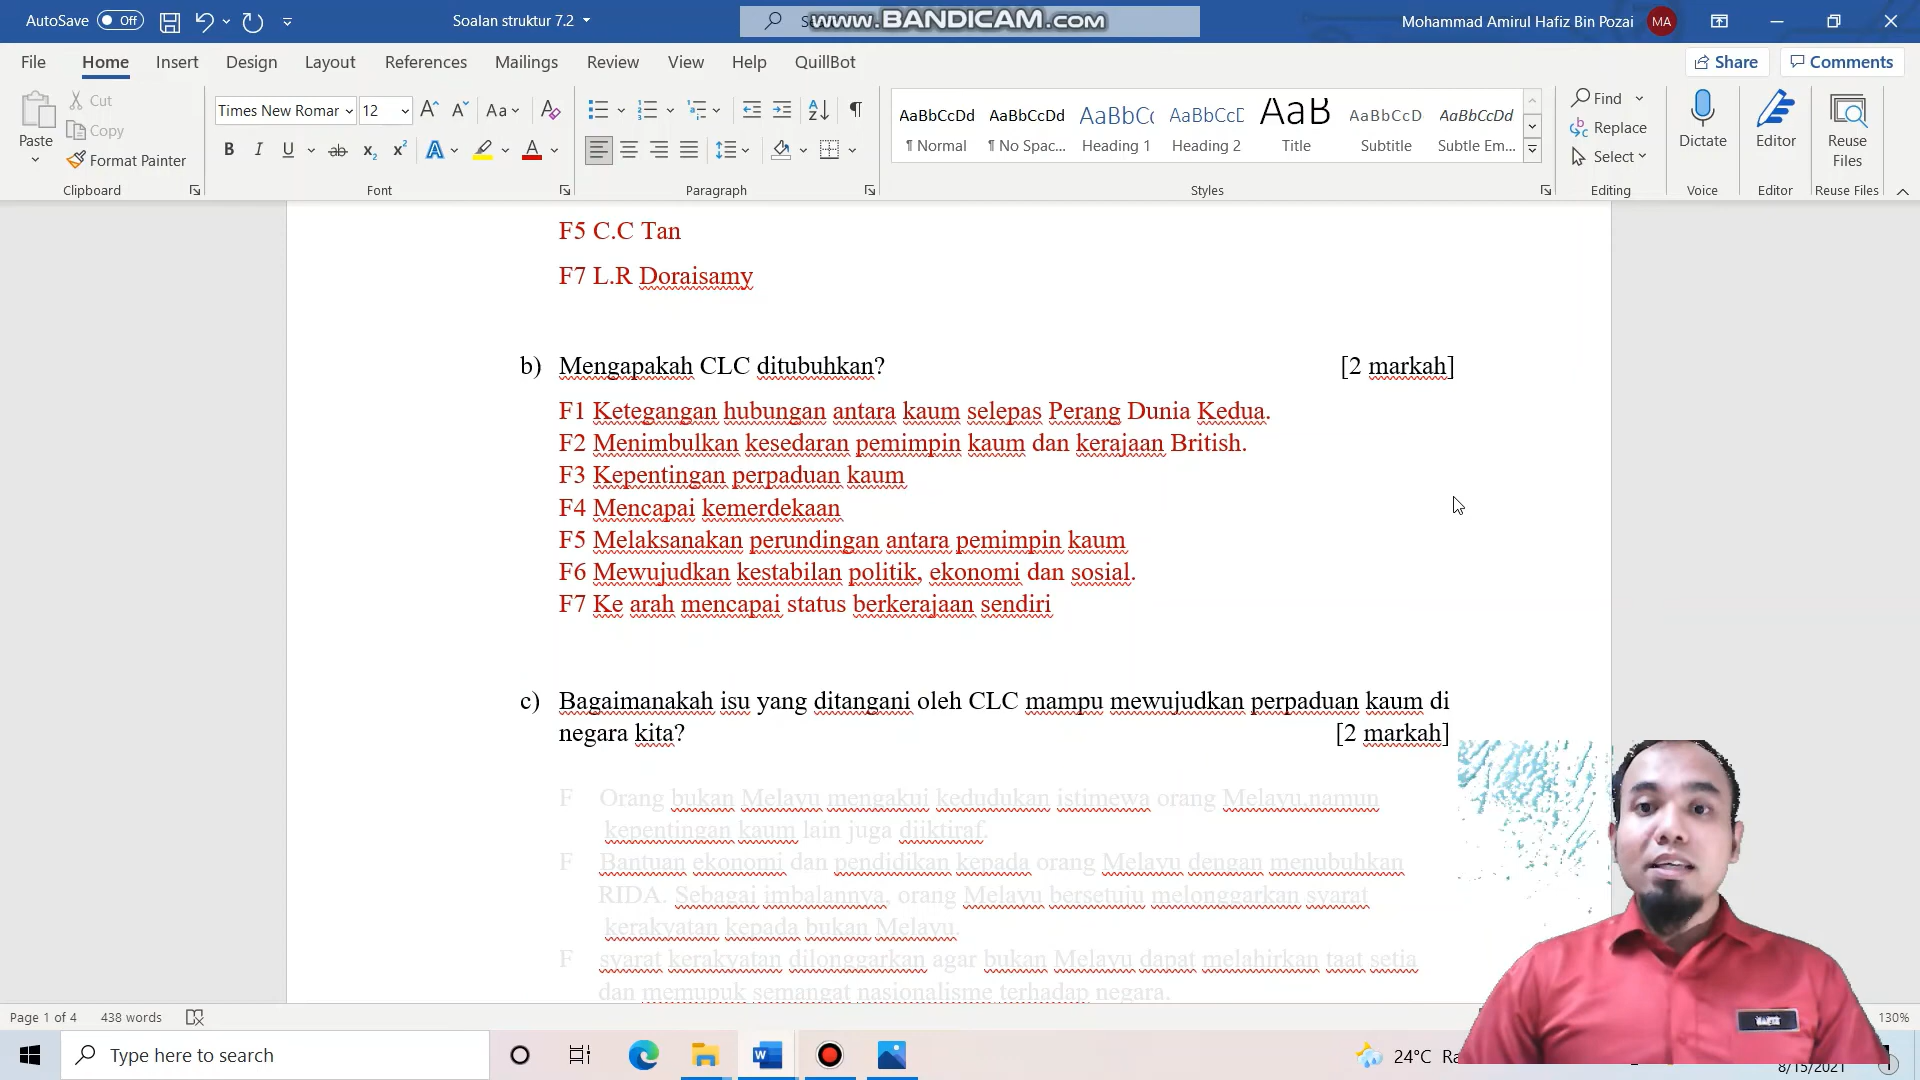 AutoSave Off Soalan struktur 7.2 www.BANDICAM.com Mohammad Amirul Hafiz Bin Pozai MA
File Home Insert Design Layout References Mailings Review View Help QuillBot Share Comments
Paste
Cut
Copy
Format Painter
Clipboard
Times New Romar 12
Font
Paragraph
AaBbCcDd AaBbCcDd AaBbCc AaBbCcD AaB AaBbCcD AaBbCcDd
¶ Normal ¶ No Spac... Heading 1 Heading 2 Title Subtitle Subtle Em...
Styles
Find
Replace
Select
Editing
Dictate
Voice
Editor
Editor
Reuse
Files
Reuse Files
F5 C.C Tan
F7 L.R Doraisamy
b) Mengapakah CLC ditubuhkan? [2 markah]
F1 Ketegangan hubungan antara kaum selepas Perang Dunia Kedua.
F2 Menimbulkan kesedaran pemimpin kaum dan kerajaan British.
F3 Kepentingan perpaduan kaum
F4 Mencapai kemerdekaan
F5 Melaksanakan perundingan antara pemimpin kaum
F6 Mewujudkan kestabilan politik, ekonomi dan sosial.
F7 Ke arah mencapai status berkerajaan sendiri
c) Bagaimanakah isu yang ditangani oleh CLC mampu mewujudkan perpaduan kaum di
negara kita? [2 markah]
F Orang bukan Melayu mengakui kedudukan istimewa orang Melayu.namun
kepentingan kaum lain juga diiktiraf.
F Bantuan ekonomi dan pendidikan kepada orang Melayu dengan menubuhkan
RIDA. Sebagai imbalannya, orang Melayu bersetuju melonggarkan syarat
kerakyatan kepada bukan Melayu.
F syarat kerakyatan dilonggarkan agar bukan Melayu dapat melahirkan taat setia
dan memupuk semangat nasionalisme terhadap negara.
Page 1 of 4 438 words 130%
Type here to search 24°C 8/15/2021